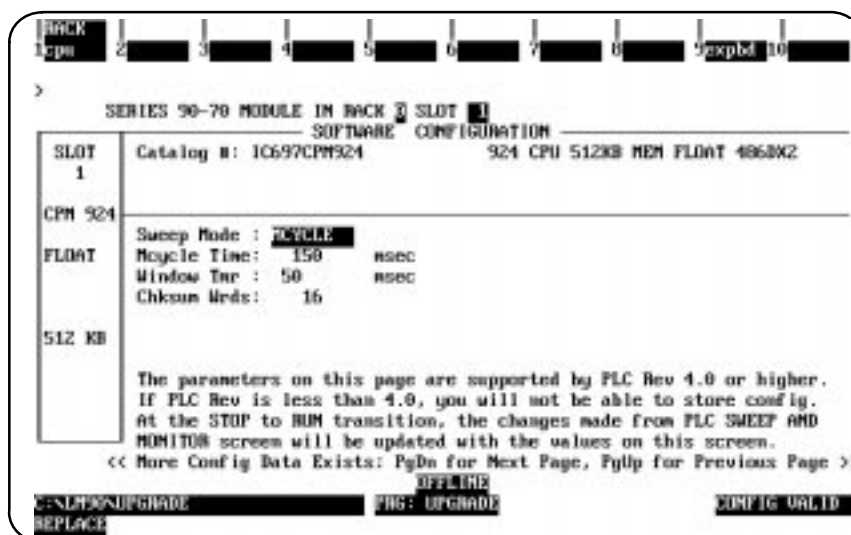 RACK
1cpu 2 3 4 5 6 7 8 9expbd 10
>
SERIES 90-70 MODULE IN RACK 0 SLOT 1
SOFTWARE CONFIGURATION
SLOT Catalog #: IC697CPM924 924 CPU 512KB MEM FLOAT 486DX2
1
CPM 924
Sweep Mode : MCYCLE
FLOAT Mcycle Time: 150 msec
Window Tmr : 50 msec
Chksum Wrds: 16
512 KB
The parameters on this page are supported by PLC Rev 4.0 or higher.
If PLC Rev is less than 4.0, you will not be able to store config.
At the STOP to RUN transition, the changes made from PLC SWEEP AND
MONITOR screen will be updated with the values on this screen.
<< More Config Data Exists: PgDn for Next Page, PgUp for Previous Page >
OFFLINE
C:\LM90\UPGRADE PRG: UPGRADE CONFIG VALID
REPLACE